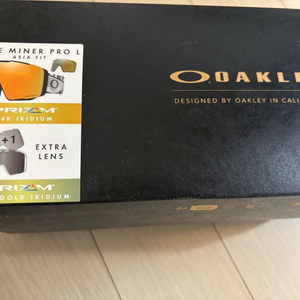 E MINER PRO L
ASIA FIT
PRIZM
4K IRIDIUM
+1
EXTRA
LENS
PRIZM
GOLD IRIDIUM
OAKLE
DESIGNED BY OAKLEY IN CALI